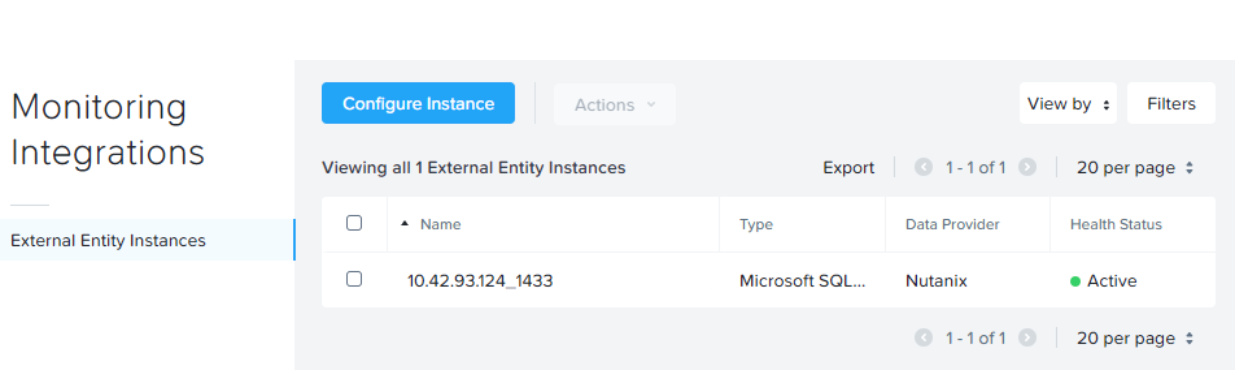 Monitoring
Integrations
External Entity Instances
Configure Instance Actions View by Filters
Viewing all 1 External Entity Instances Export 1 - 1 of 1 20 per page
Name Type Data Provider Health Status
10.42.93.124_1433 Microsoft SQL... Nutanix Active
1 - 1 of 1 20 per page